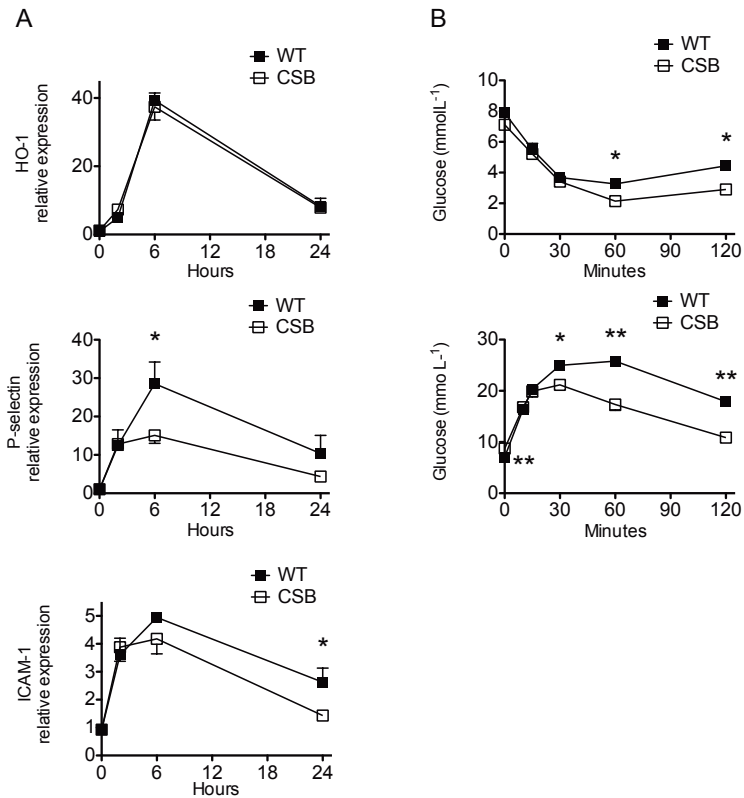 A
WT
CSB
HO-1
relative expression
40
20
0
0 6 12 18 24
Hours
WT
CSB
P-selectin
relative expression
40
30
20
10
0
*
0 6 12 18 24
Hours
WT
CSB
ICAM-1
relative expression
5
4
3
2
1
0
*
0 6 12 18 24
Hours
B
WT
CSB
Glucose (mmolL-1)
10
8
6
4
2
0
* *
0 30 60 90 120
Minutes
WT
CSB
Glucose (mmo L-1)
30
20
10
0
* ** **
**
0 30 60 90 120
Minutes